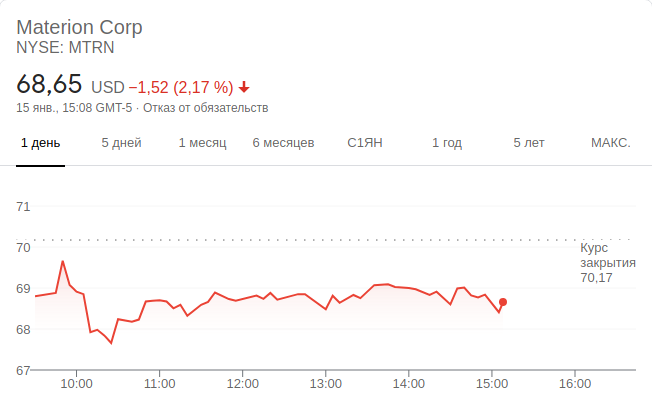 Materion Corp
NYSE: MTRN
68,65 USD −1,52 (2,17 %)
15 янв., 15:08 GMT-5 · Отказ от обязательств
1 день 5 дней 1 месяц 6 месяцев С1ЯН 1 год 5 лет МАКС.
71
70
69
68
67
Курс
закрытия
70,17
10:00 11:00 12:00 13:00 14:00 15:00 16:00